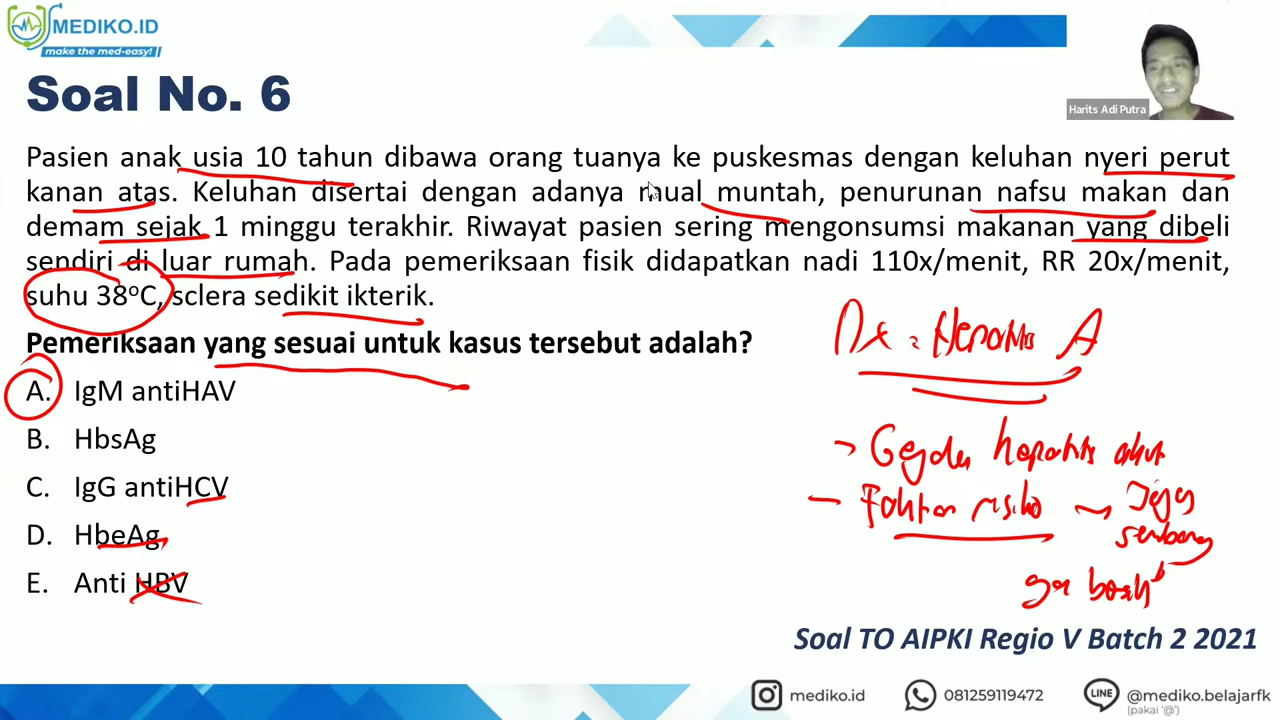 MEDIKO.ID
make the med-easy!
Harits Adi Putra
Soal No. 6
Pasien anak usia 10 tahun dibawa orang tuanya ke puskesmas dengan keluhan nyeri perut
kanan atas. Keluhan disertai dengan adanya mual muntah, penurunan nafsu makan dan
demam sejak 1 minggu terakhir. Riwayat pasien sering mengonsumsi makanan yang dibeli
sendiri di luar rumah. Pada pemeriksaan fisik didapatkan nadi 110x/menit, RR 20x/menit,
suhu 38°C, sclera sedikit ikterik.
Pemeriksaan yang sesuai untuk kasus tersebut adalah?
A. IgM antiHAV
B. HbsAg
C. IgG antiHCV
D. HbeAg
E. Anti HBV
Dx : Hepatitis A
Gejala hepatitis akut
Faktor risiko
Soal TO AIPKI Regio V Batch 2 2021
mediko.id
081259119472
LINE
@mediko.belajarfk
(pakai '@')